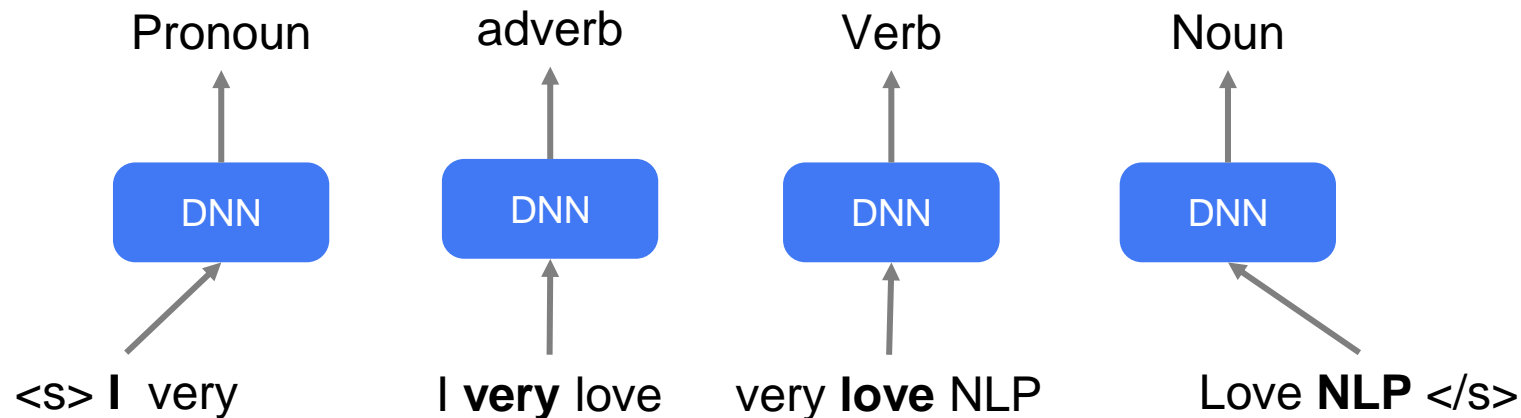 Pronoun adverb Verb Noun
DNN DNN DNN DNN
<s> I very I very love very love NLP Love NLP </s>